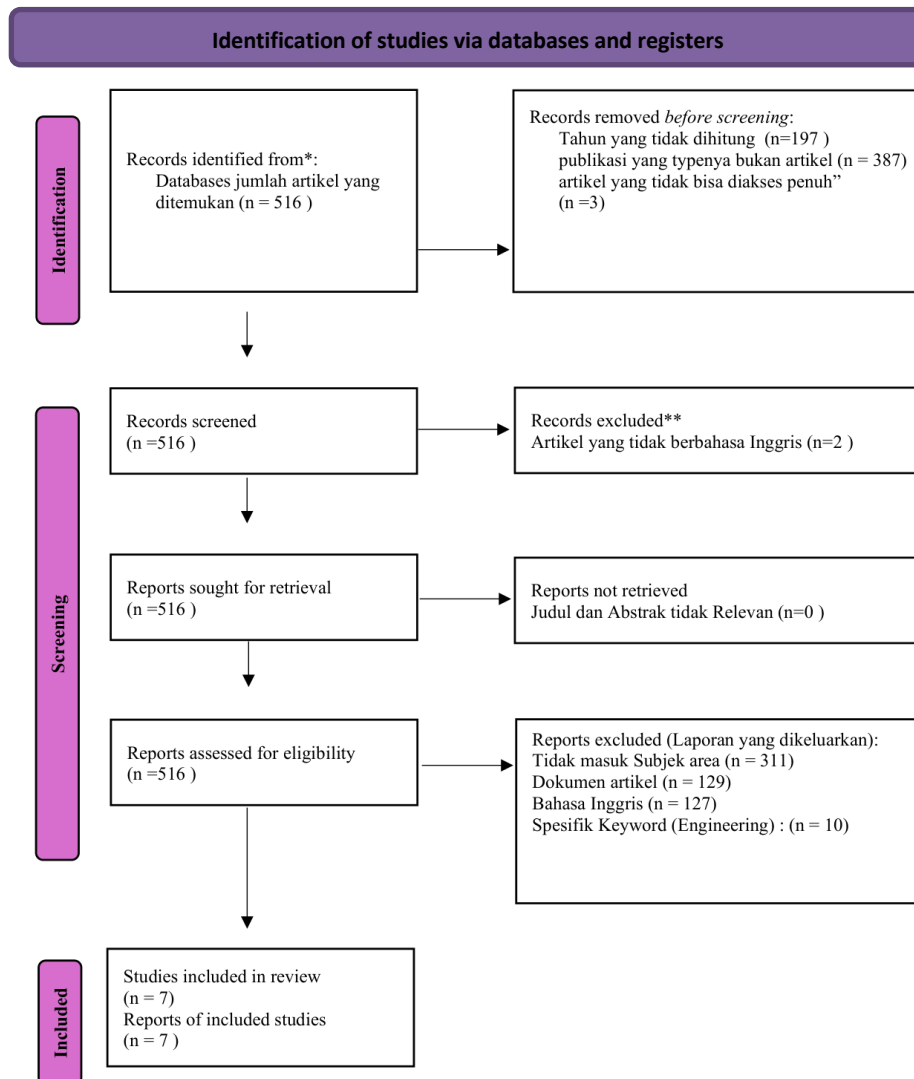 Identification of studies via databases and registers
Identification
Records identified from*:
Databases jumlah artikel yang
ditemukan (n = 516 )
Records removed before screening:
Tahun yang tidak dihitung (n=197 )
publikasi yang typenya bukan artikel (n = 387)
artikel yang tidak bisa diakses penuh”
(n =3)
Screening
Records screened
(n =516 )
Records excluded**
Artikel yang tidak berbahasa Inggris (n=2 )
Reports sought for retrieval
(n =516 )
Reports not retrieved
Judul dan Abstrak tidak Relevan (n=0 )
Reports assessed for eligibility
(n =516 )
Reports excluded (Laporan yang dikeluarkan):
Tidak masuk Subjek area (n = 311)
Dokumen artikel (n = 129)
Bahasa Inggris (n = 127)
Spesifik Keyword (Engineering) : (n = 10)
Included
Studies included in review
(n = 7)
Reports of included studies
(n = 7 )